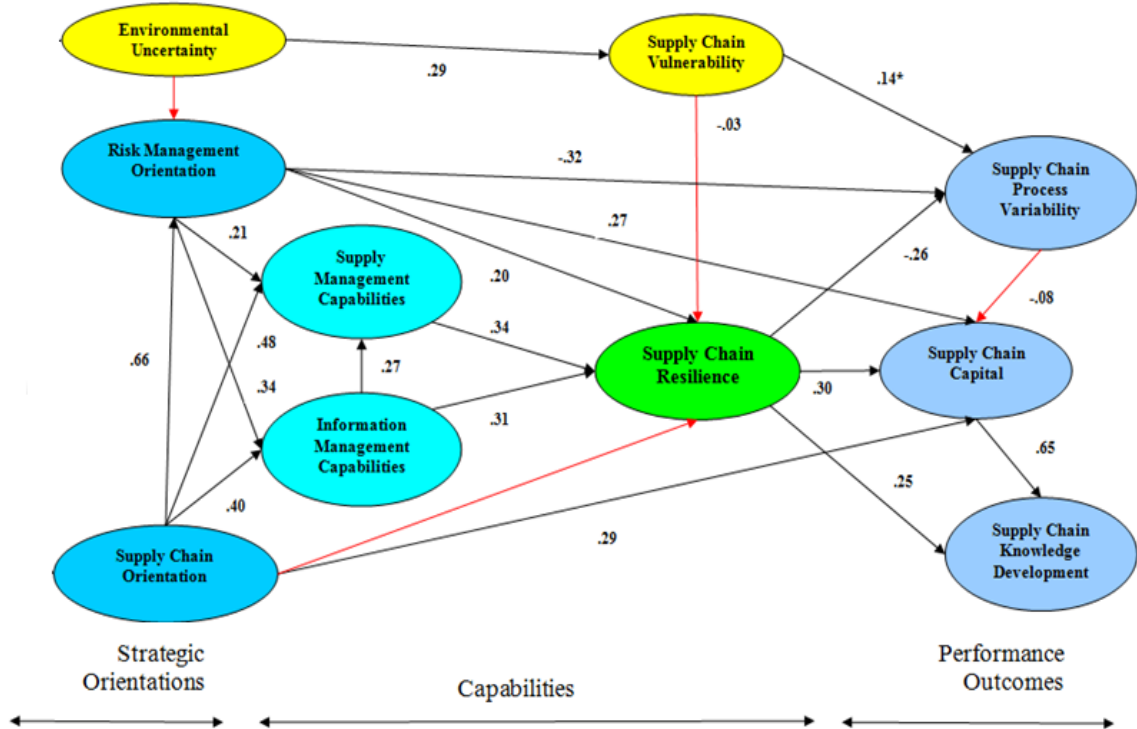 Environmental
Uncertainty
.29
Supply Chain
Vulnerability
.14*
-.03
Risk Management
Orientation
-.32
Supply Chain
Process
Variability
.27
.21
Supply
Management
Capabilities
.20
-.26
-.08
.34
.66
.48
.27
.34
Supply Chain
Resilience
.30
Supply Chain
Capital
Information
Management
Capabilities
.31
.65
.40
.25
.29
Supply Chain
Orientation
Supply Chain
Knowledge
Development
Strategic
Orientations
Capabilities
Performance
Outcomes